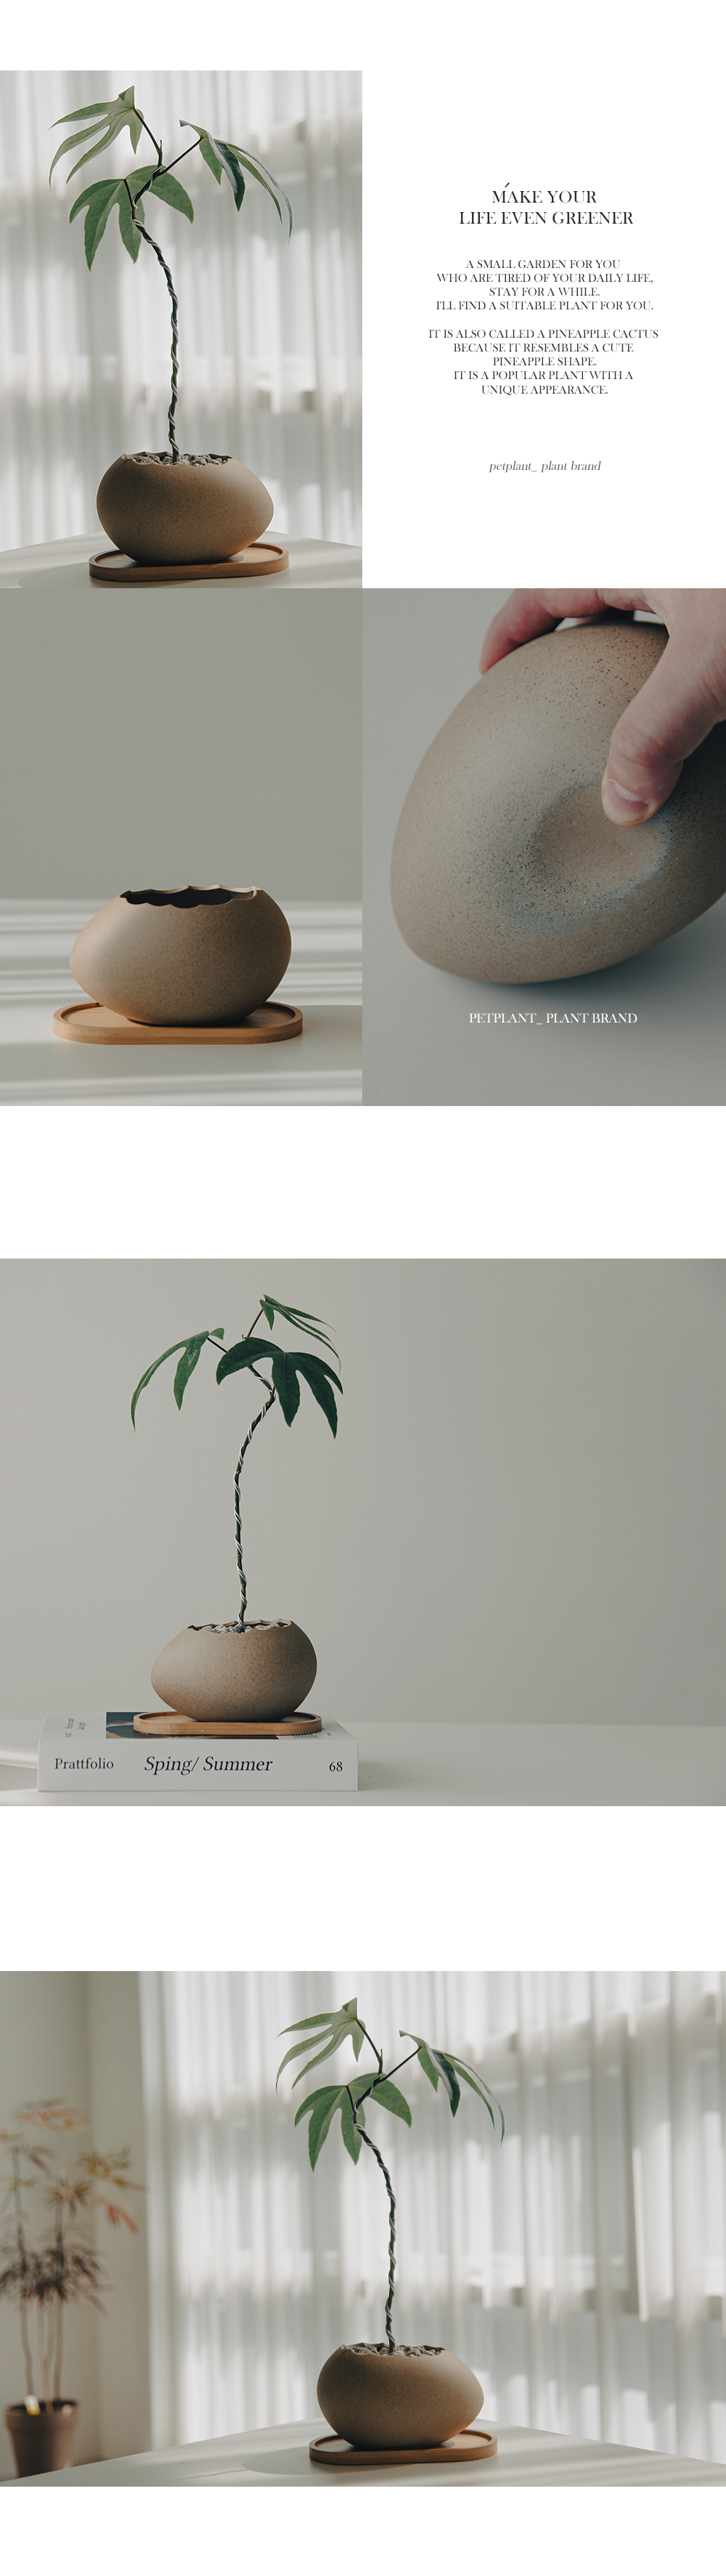 MÁKE YOUR
LIFE EVEN GREENER
A SMALL GARDEN FOR YOU
WHO ARE TIRED OF YOUR DAILY LIFE,
STAY FOR A WHILE.
I'LL FIND A SUITABLE PLANT FOR YOU.
IT IS ALSO CALLED A PINEAPPLE CACTUS
BECAUSE IT RESEMBLES A CUTE
PINEAPPLE SHAPE.
IT IS A POPULAR PLANT WITH A
UNIQUE APPEARANCE.
petplant_ plant brand
PETPLANT_ PLANT BRAND
Prattfolio Sping/ Summer 68